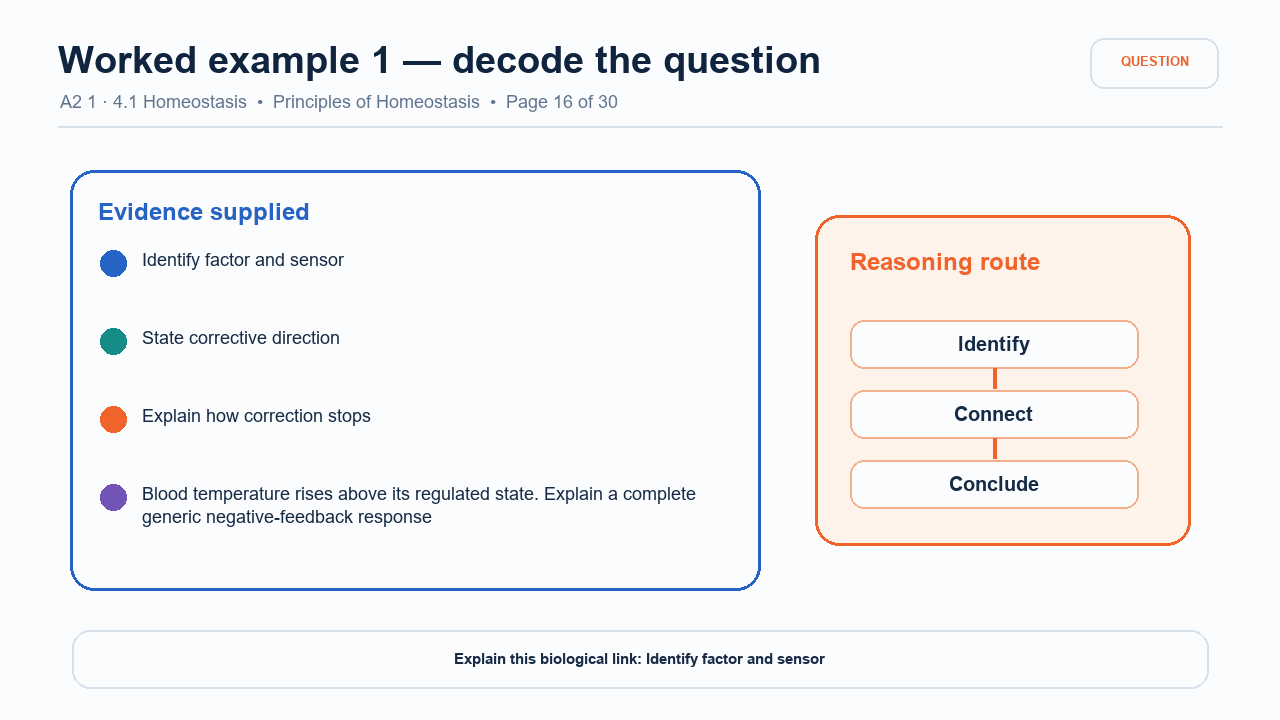 Worked example 1 — decode the question
QUESTION
A2 1 · 4.1 Homeostasis • Principles of Homeostasis • Page 16 of 30
Evidence supplied
Identify factor and sensor
State corrective direction
Explain how correction stops
Blood temperature rises above its regulated state. Explain a complete
generic negative-feedback response
Reasoning route
Identify
Connect
Conclude
Explain this biological link: Identify factor and sensor